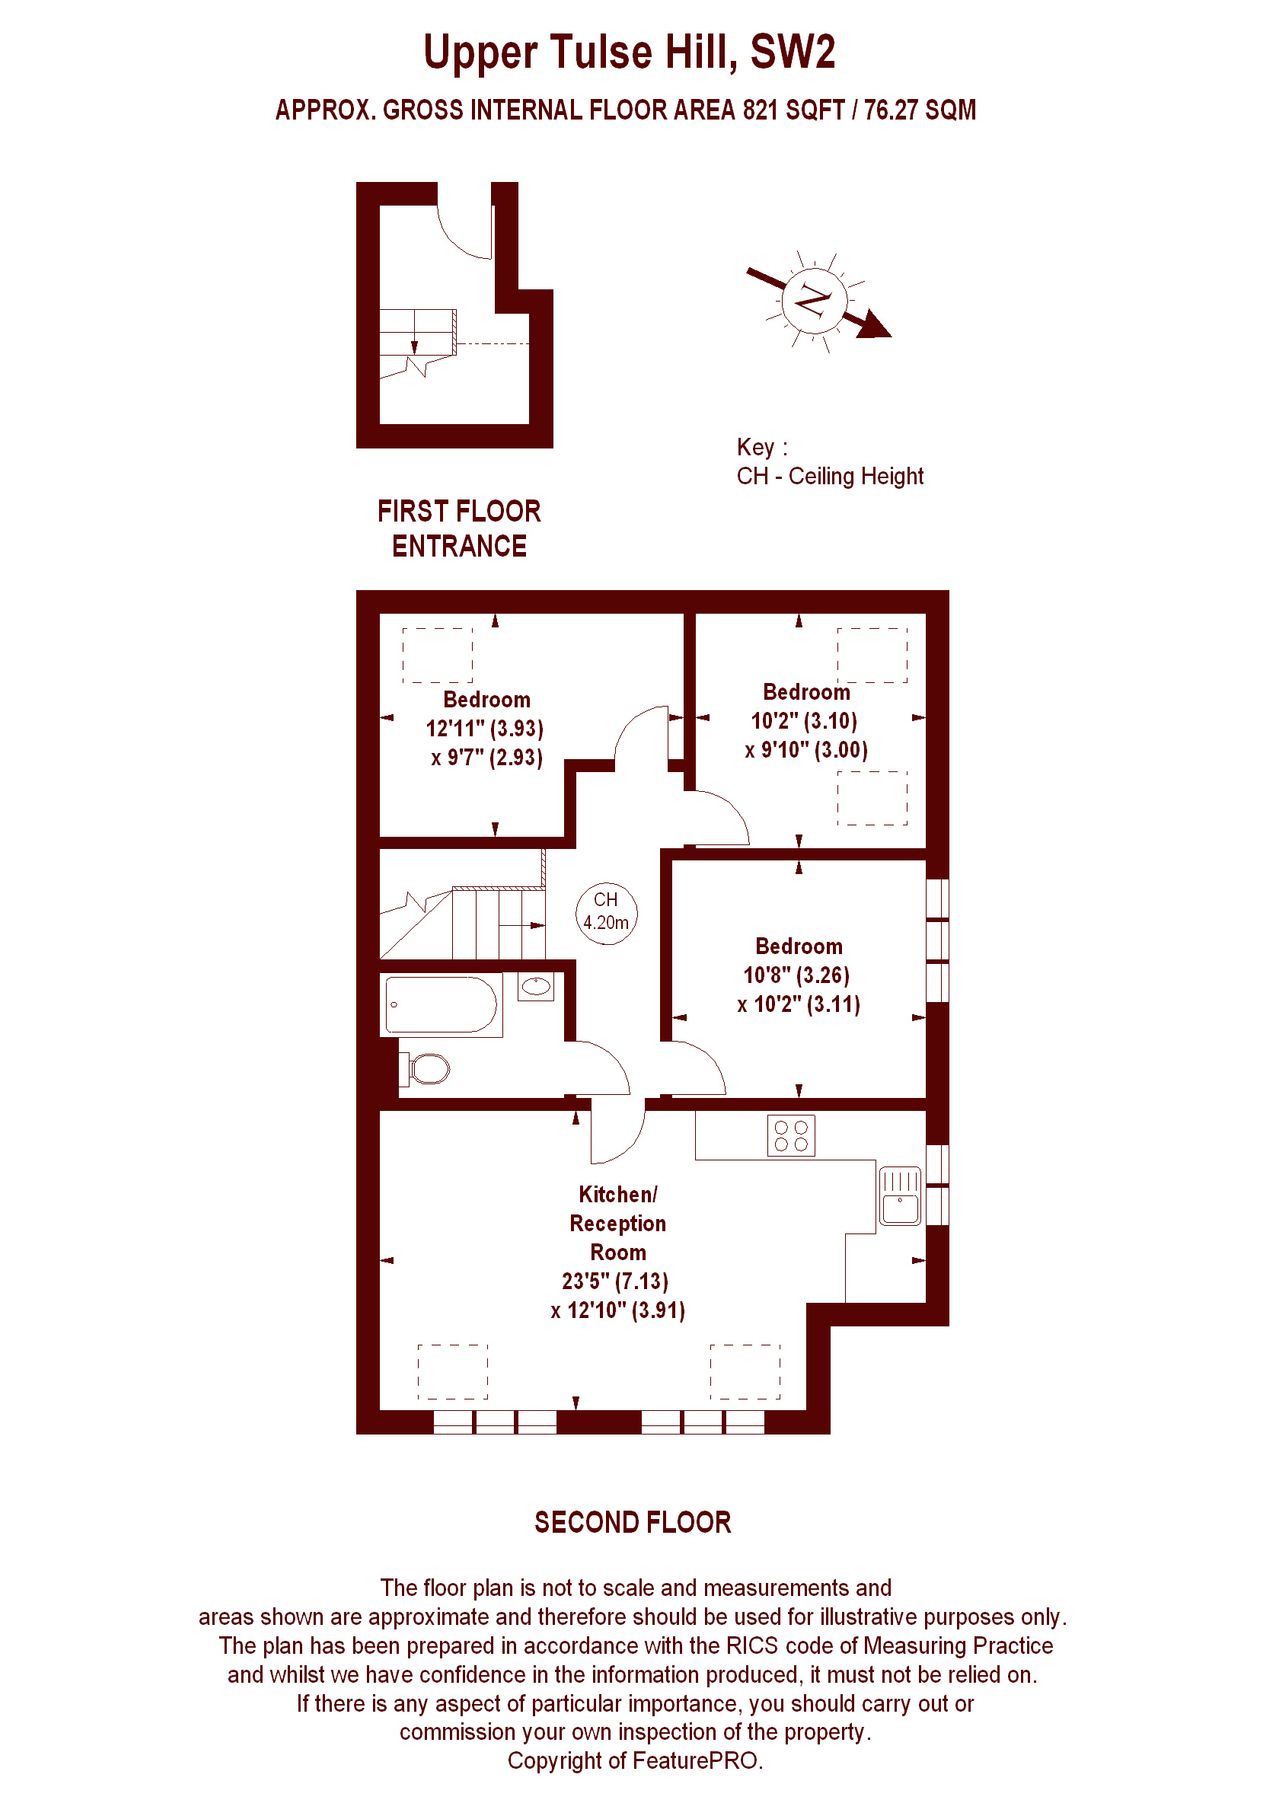 Upper Tulse Hill, SW2
APPROX. GROSS INTERNAL FLOOR AREA 821 SQFT / 76.27 SQM
N
Key :
CH - Ceiling Height
FIRST FLOOR
ENTRANCE
Bedroom
12'11" (3.93)
x 9'7" (2.93)
Bedroom
10'2" (3.10)
x 9'10" (3.00)
CH
4.20m
Bedroom
10'8" (3.26)
x 10'2" (3.11)
Kitchen/
Reception
Room
23'5" (7.13)
x 12'10" (3.91)
SECOND FLOOR
The floor plan is not to scale and measurements and
areas shown are approximate and therefore should be used for illustrative purposes only.
The plan has been prepared in accordance with the RICS code of Measuring Practice
and whilst we have confidence in the information produced, it must not be relied on.
If there is any aspect of particular importance, you should carry out or
commission your own inspection of the property.
Copyright of FeaturePRO.